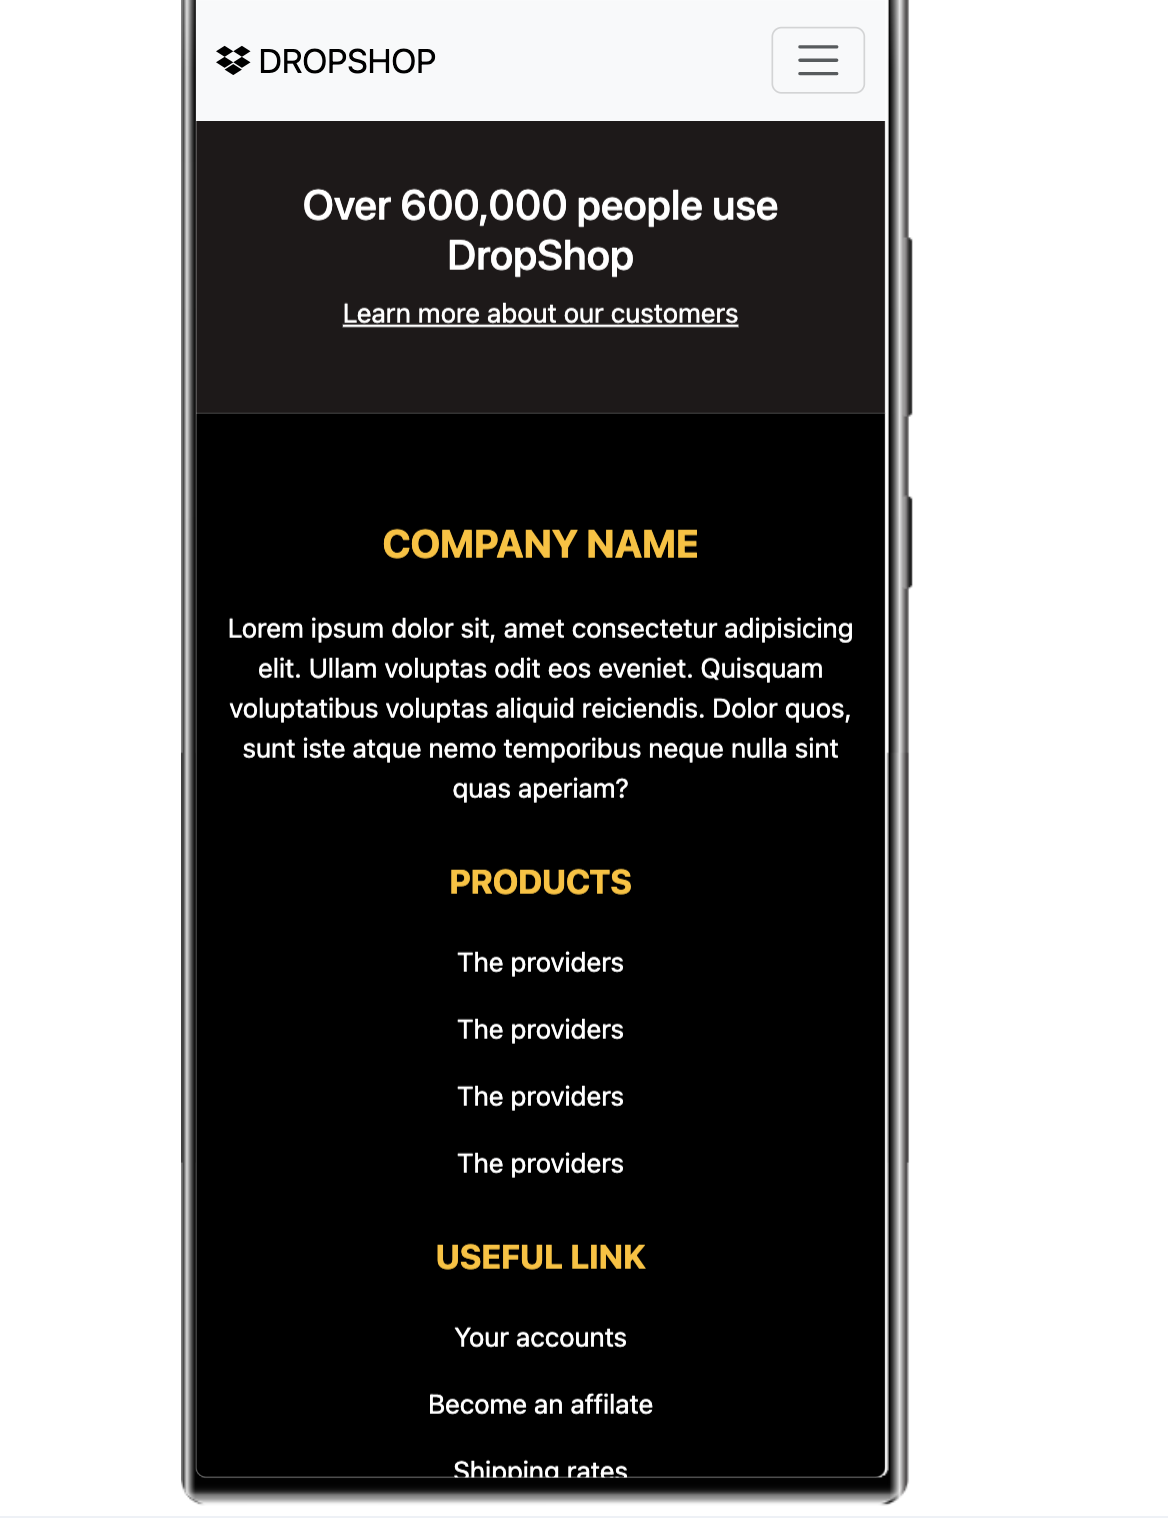 DROPSHOP
Over 600,000 people use
DropShop
Learn more about our customers
COMPANY NAME
Lorem ipsum dolor sit, amet consectetur adipisicing
elit. Ullam voluptas odit eos eveniet. Quisquam
voluptatibus voluptas aliquid reiciendis. Dolor quos,
sunt iste atque nemo temporibus neque nulla sint
quas aperiam?
PRODUCTS
The providers
The providers
The providers
The providers
USEFUL LINK
Your accounts
Become an affilate
Shipping rates